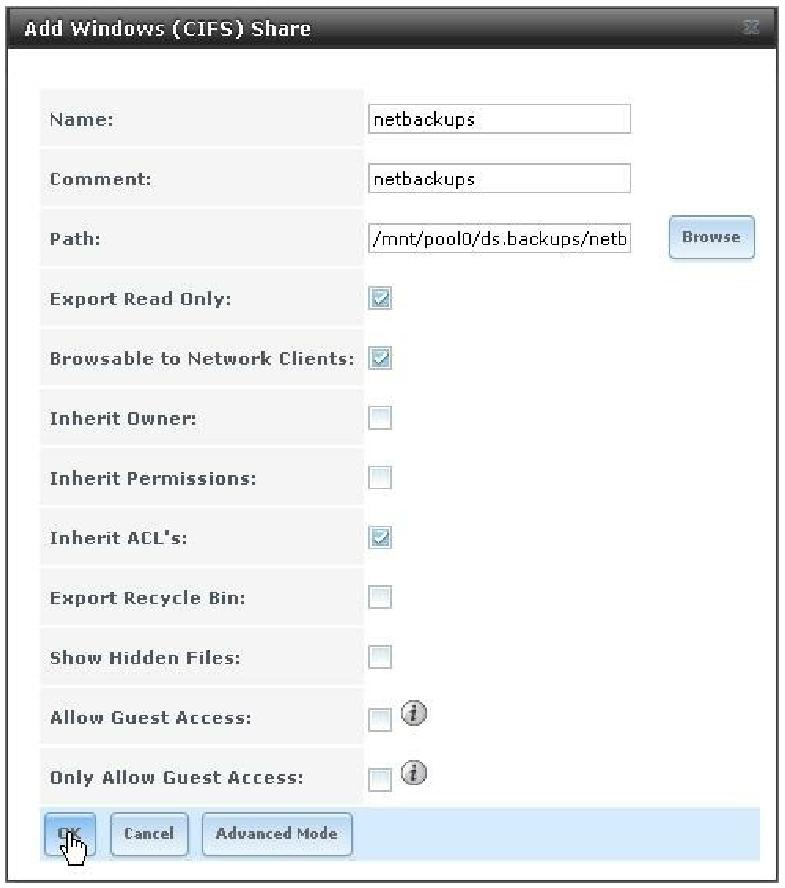 Add Windows (CIFS) Share
Name: netbackups
Comment: netbackups
Path: /mnt/pool0/ds.backups/netb Browse
Export Read Only:
Browsable to Network Clients:
Inherit Owner:
Inherit Permissions:
Inherit ACL's:
Export Recycle Bin:
Show Hidden Files:
Allow Guest Access: i
Only Allow Guest Access: i
OK Cancel Advanced Mode